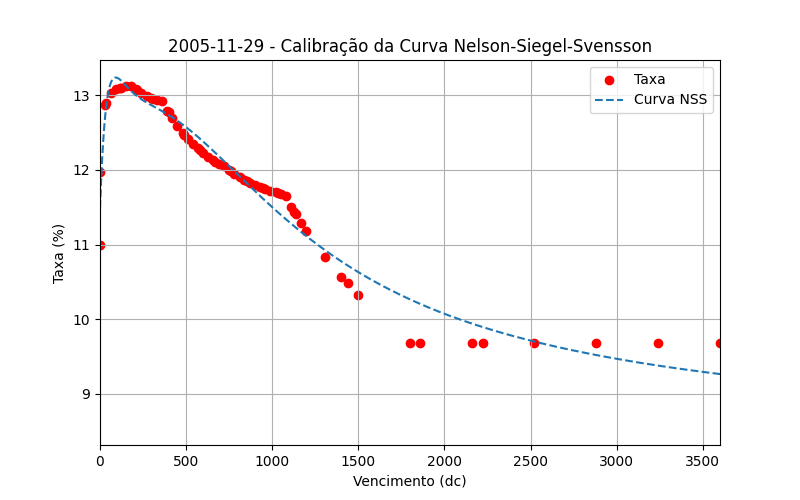 2005-11-29 - Calibração da Curva Nelson-Siegel-Svensson
Taxa
Curva NSS
Taxa (%)
13
12
11
10
9
0 500 1000 1500 2000 2500 3000 3500
Vencimento (dc)